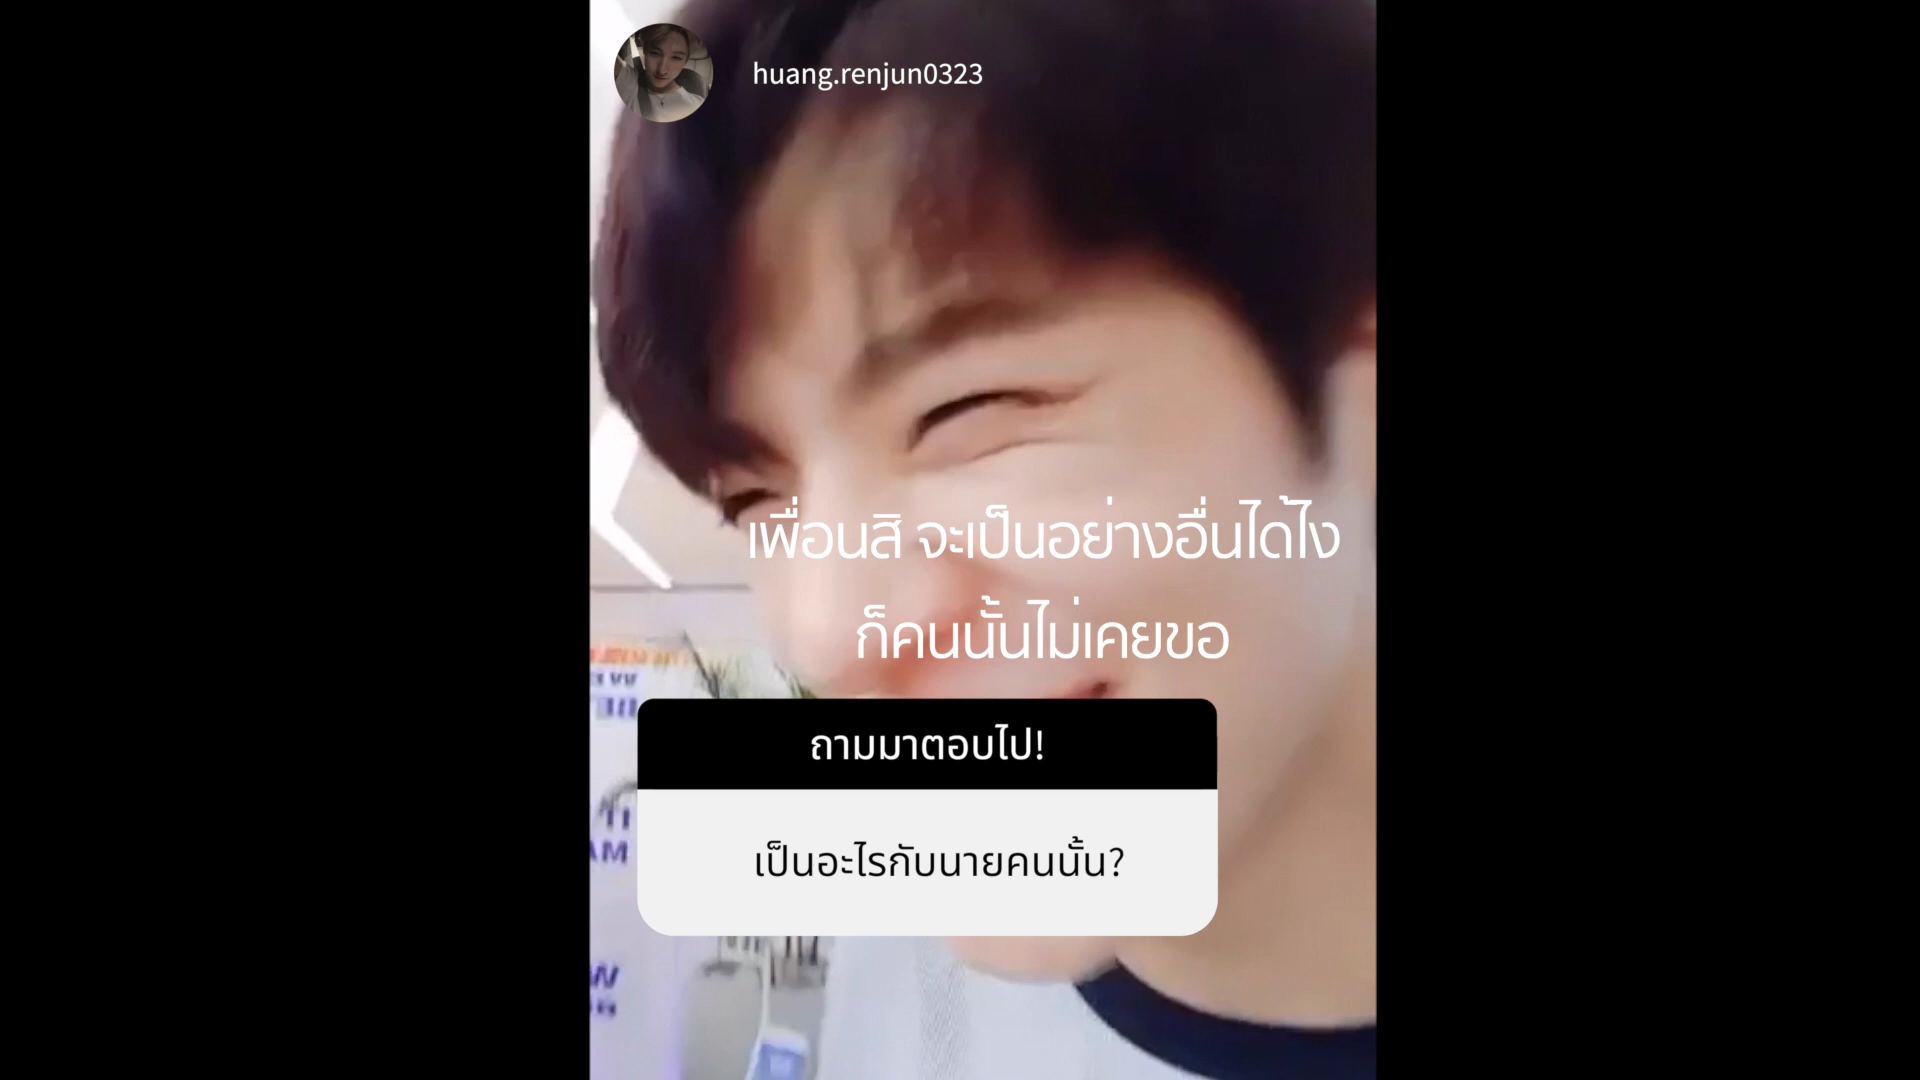 huang.renjun0323
เพื่อนสิ จะเป็นอย่างอื่นได้ไง
ก็คนนั้นไม่เคยขอ
ถามมาตอบไป!
เป็นอะไรกับนายคนนั้น?